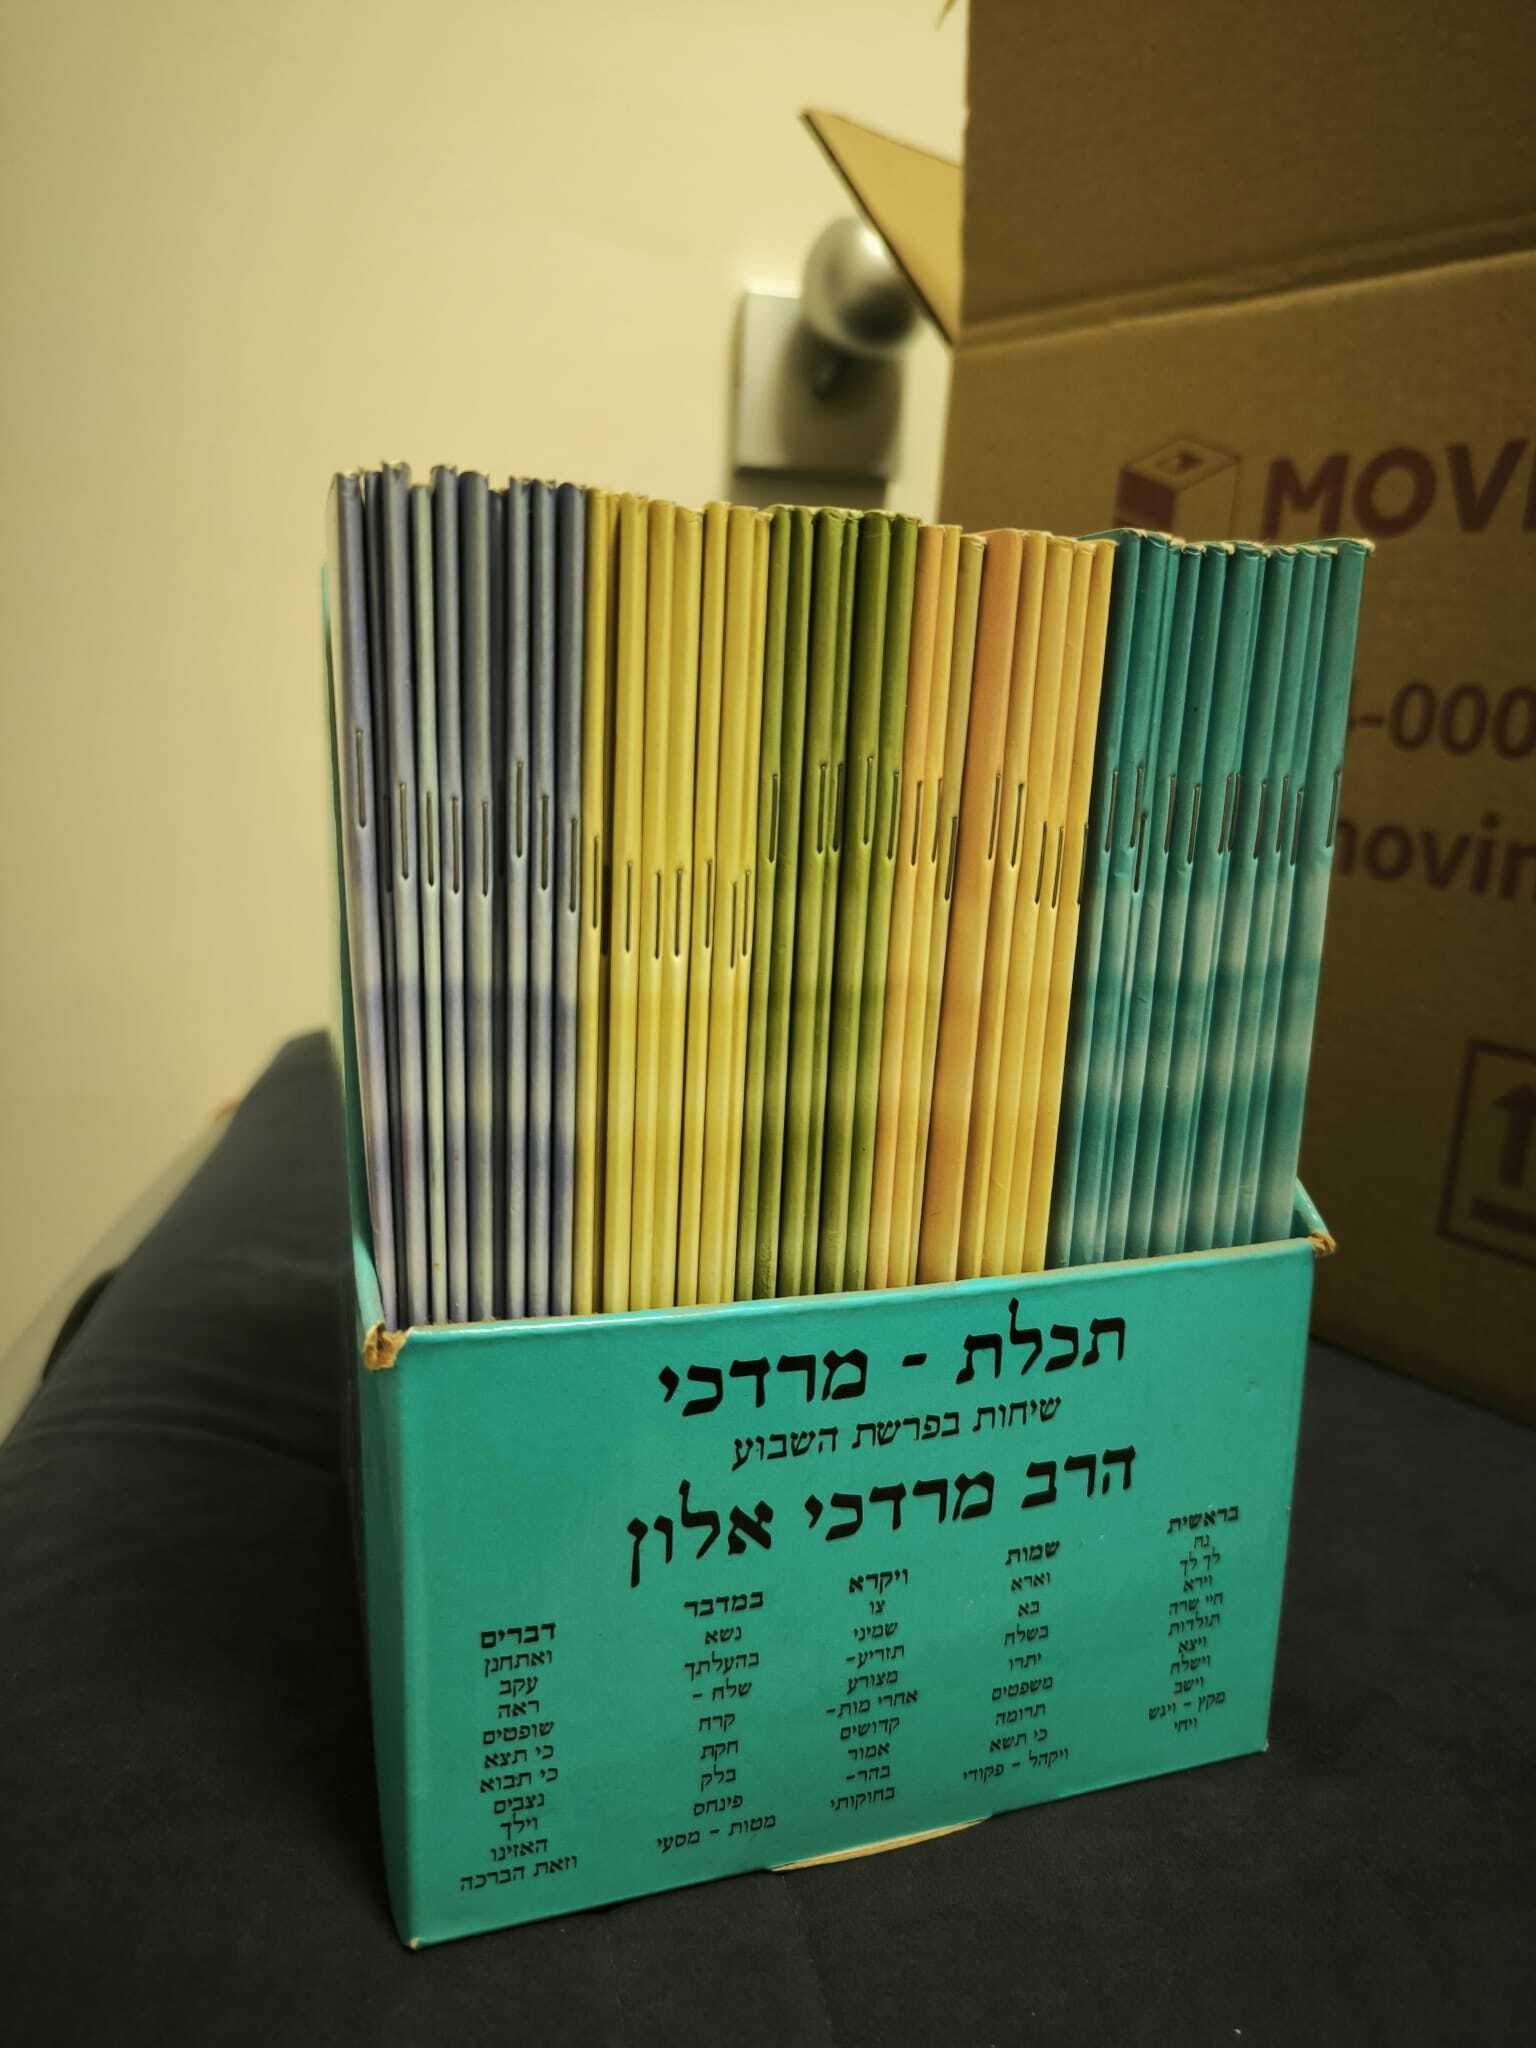 תכלת - מרדכי
שיחות בפרשת השבוע
הרב מרדכי אלון
בראשית
נח
לך לך
וירא
חיי שרה
תולדות
ויצא
וישלח
וישב
מקץ - ויגש
ויחי
שמות
וארא
בא
בשלח
יתרו
משפטים
תרומה
כי תשא
ויקהל - פקודי
ויקרא
צו
שמיני
תזריע-
מצורע
אחרי מות-
קדושים
אמור
בהר-
בחוקותי
במדבר
נשא
בהעלתך
שלח -
קרח
חקת
בלק
פינחס
מטות - מסעי
דברים
ואתחנן
עקב
ראה
שופטים
כי תצא
כי תבוא
נצבים
וילך
האזינו
וזאת הברכה
MOV
-000
movin